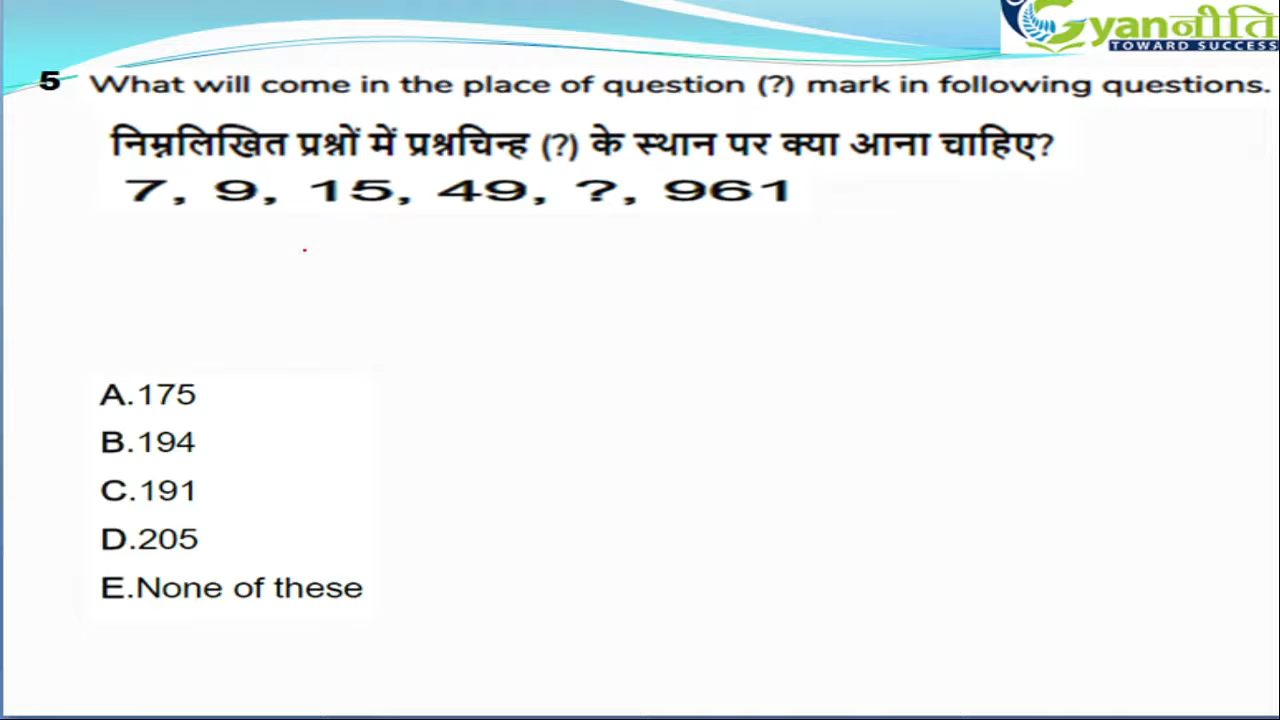 Gyanनीति
TOWARD SUCCESS
5 What will come in the place of question (?) mark in following questions.
निम्नलिखित प्रश्नों में प्रश्नचिन्ह (?) के स्थान पर क्या आना चाहिए?
7, 9, 15, 49, ?, 961
A.175
B.194
C.191
D.205
E.None of these